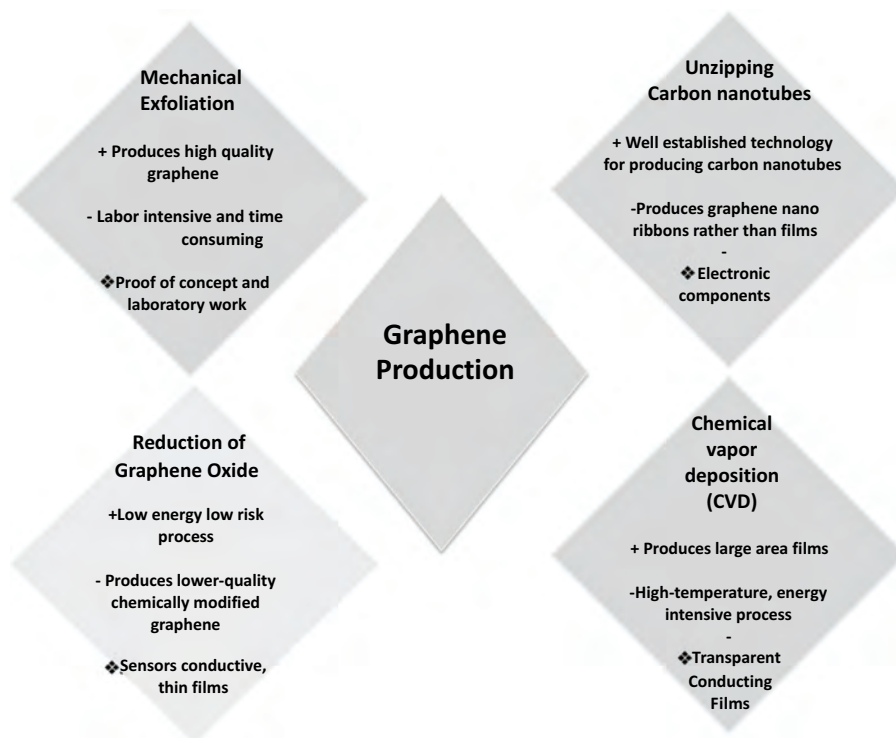 Mechanical
Exfoliation
+ Produces high quality
graphene
- Labor intensive and time
consuming
❖Proof of concept and
laboratory work
Unzipping
Carbon nanotubes
+ Well established technology
for producing carbon nanotubes
-Produces graphene nano
ribbons rather than films
-
❖Electronic
components
Graphene
Production
Reduction of
Graphene Oxide
+Low energy low risk
process
- Produces lower-quality
chemically modified
graphene
❖Sensors conductive,
thin films
Chemical
vapor
deposition
(CVD)
+ Produces large area films
-High-temperature, energy
intensive process
-
❖Transparent
Conducting
Films